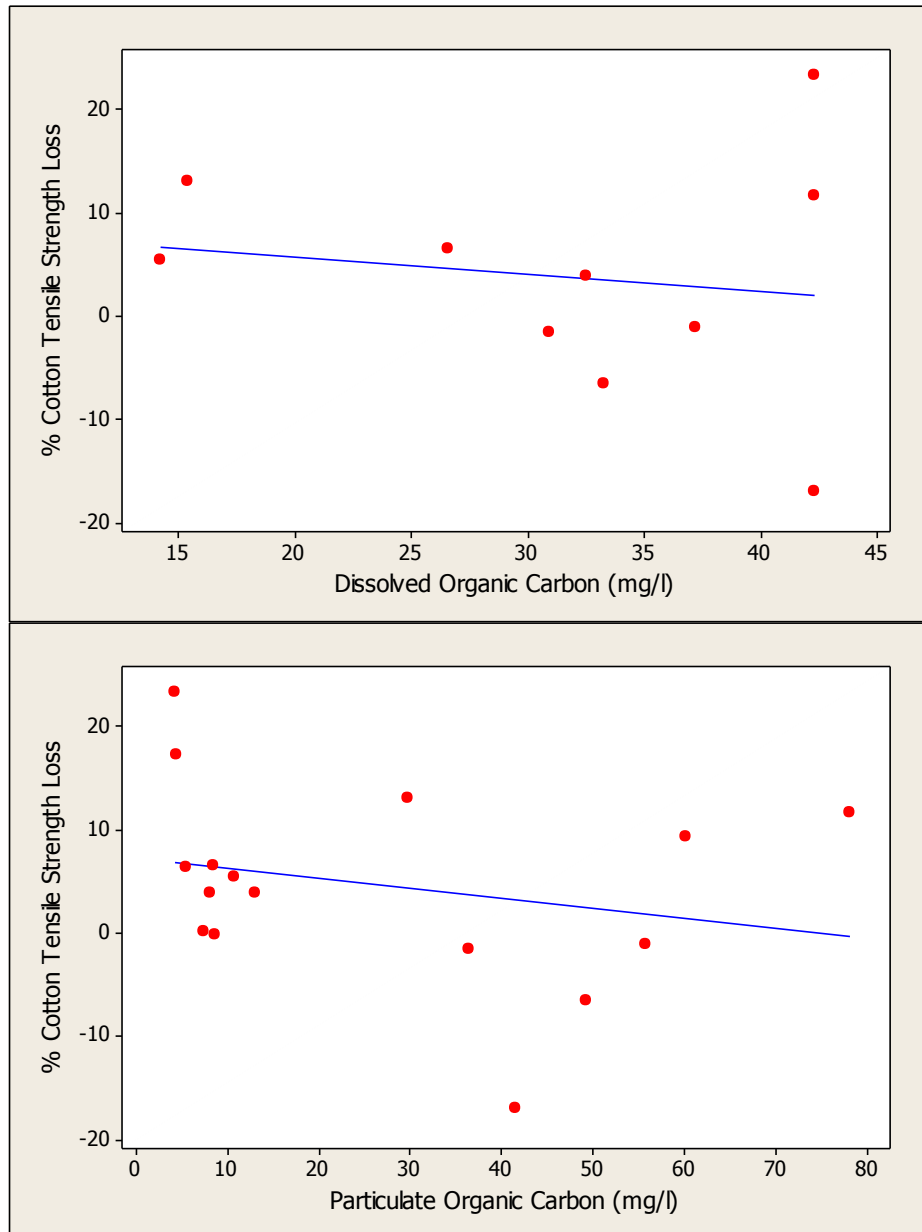 % Cotton Tensile Strength Loss
20
10
0
-10
-20
15 20 25 30 35 40 45
Dissolved Organic Carbon (mg/l)
% Cotton Tensile Strength Loss
20
10
0
-10
-20
0 10 20 30 40 50 60 70 80
Particulate Organic Carbon (mg/l)